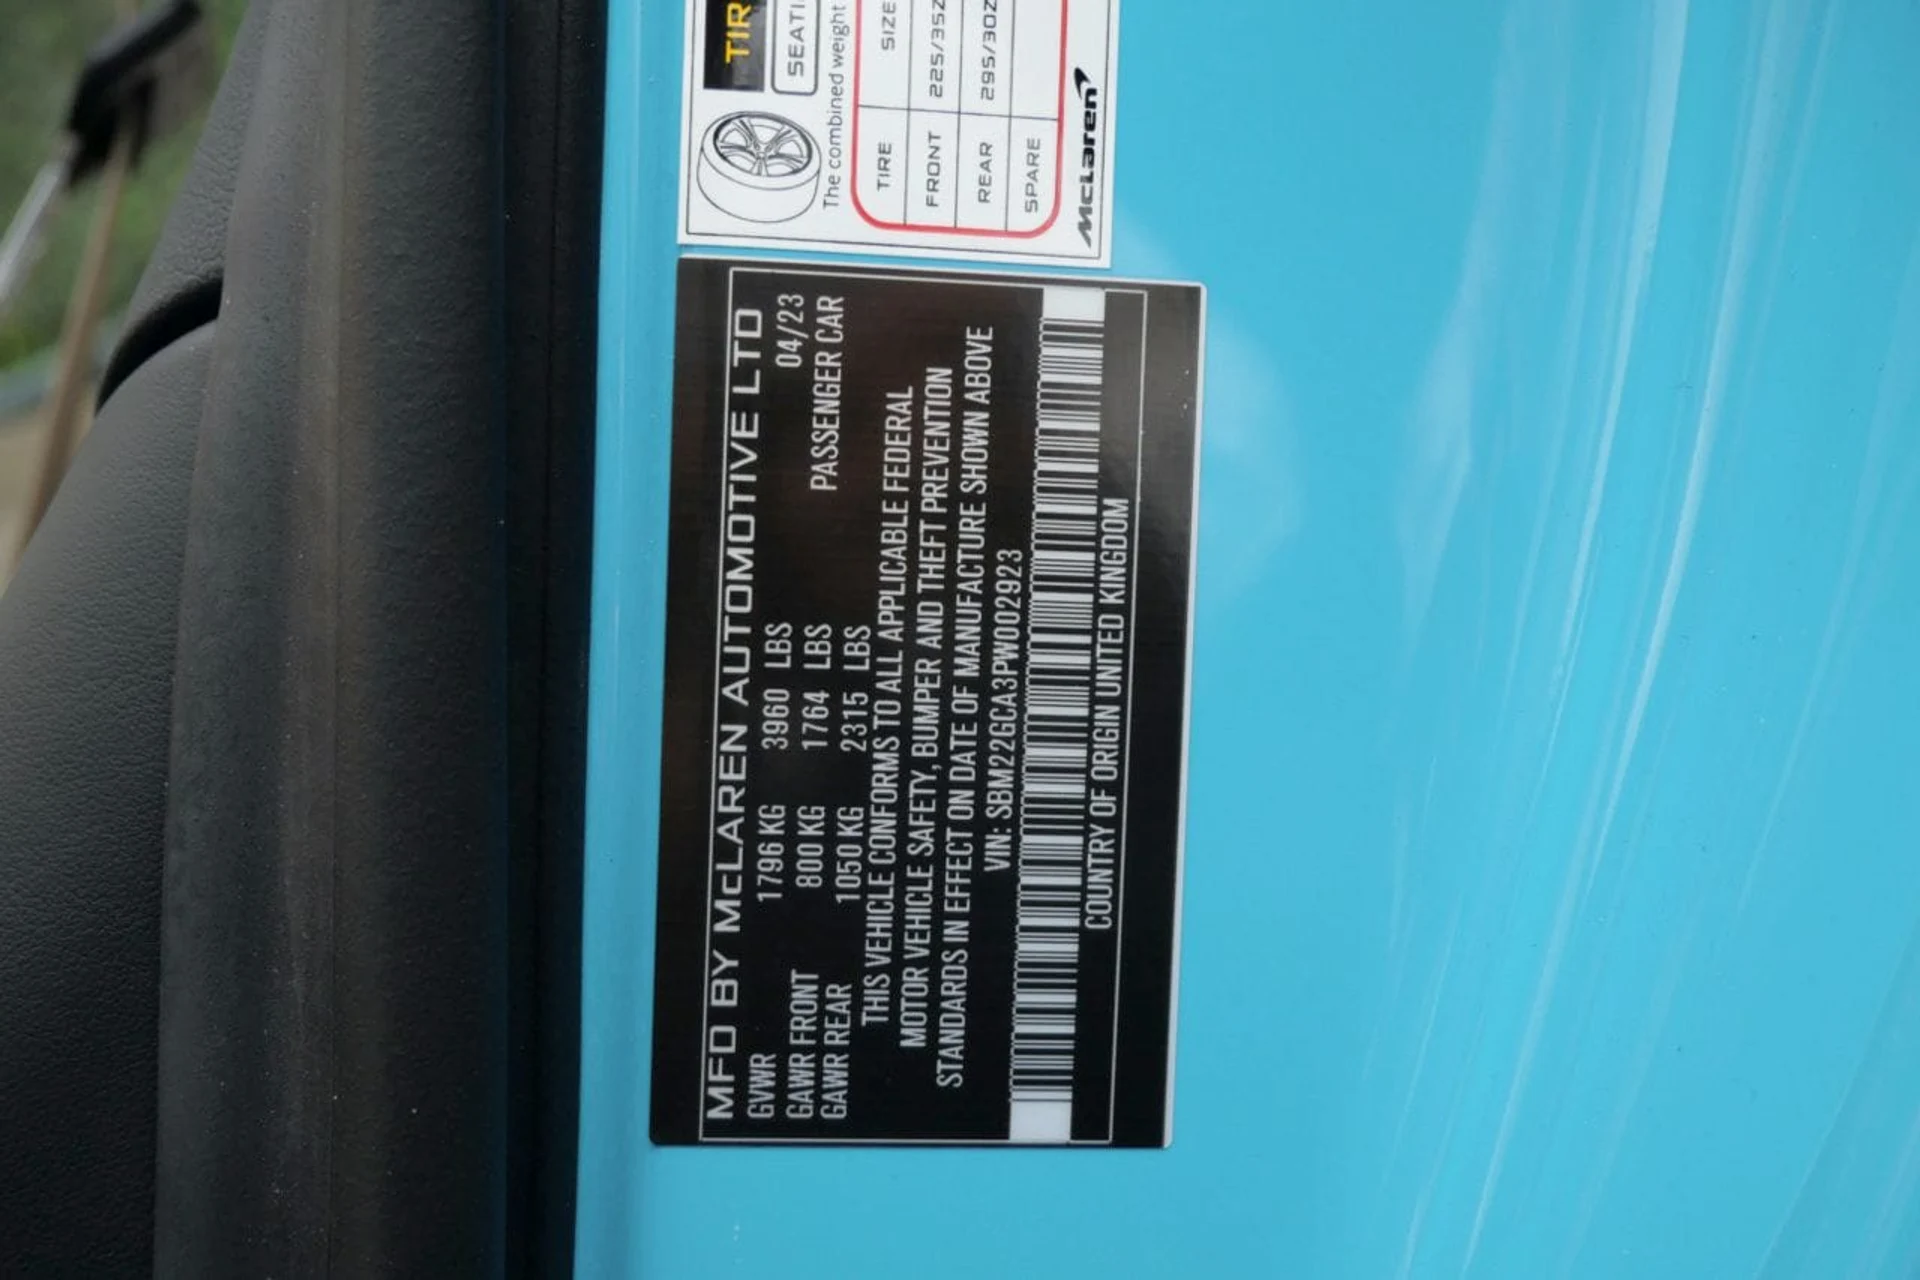 MFD BY McLAREN AUTOMOTIVE LTD
GVWR 1796 KG 3960 LBS 04/23
GAWR FRONT 800 KG 1764 LBS PASSENGER CAR
GAWR REAR 1050 KG 2315 LBS
THIS VEHICLE CONFORMS TO ALL APPLICABLE FEDERAL
MOTOR VEHICLE SAFETY, BUMPER AND THEFT PREVENTION
STANDARDS IN EFFECT ON DATE OF MANUFACTURE SHOWN ABOVE
VIN: SBM22GCA3PW002923
COUNTRY OF ORIGIN UNITED KINGDOM
TIR
SEATI
The combined weight
TIRE SIZE
FRONT 225/35Z
REAR 295/30Z
SPARE
McLaren